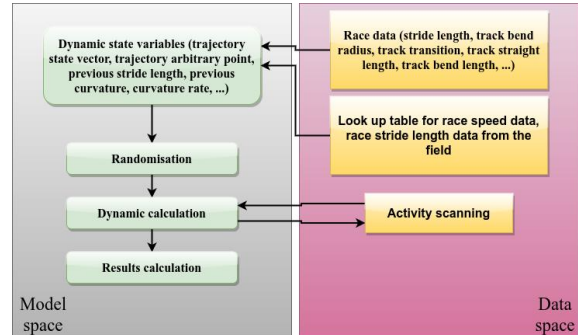 Dynamic state variables (trajectory
state vector, trajectory arbitrary point,
previous stride length, previous
curvature, curvature rate, ...)
Race data (stride length, track bend
radius, track transition, track straight
length, track bend length, ...)
Look up table for race speed data,
race stride length data from the
field
Randomisation
Dynamic calculation
Activity scanning
Results calculation
Model
space
Data
space